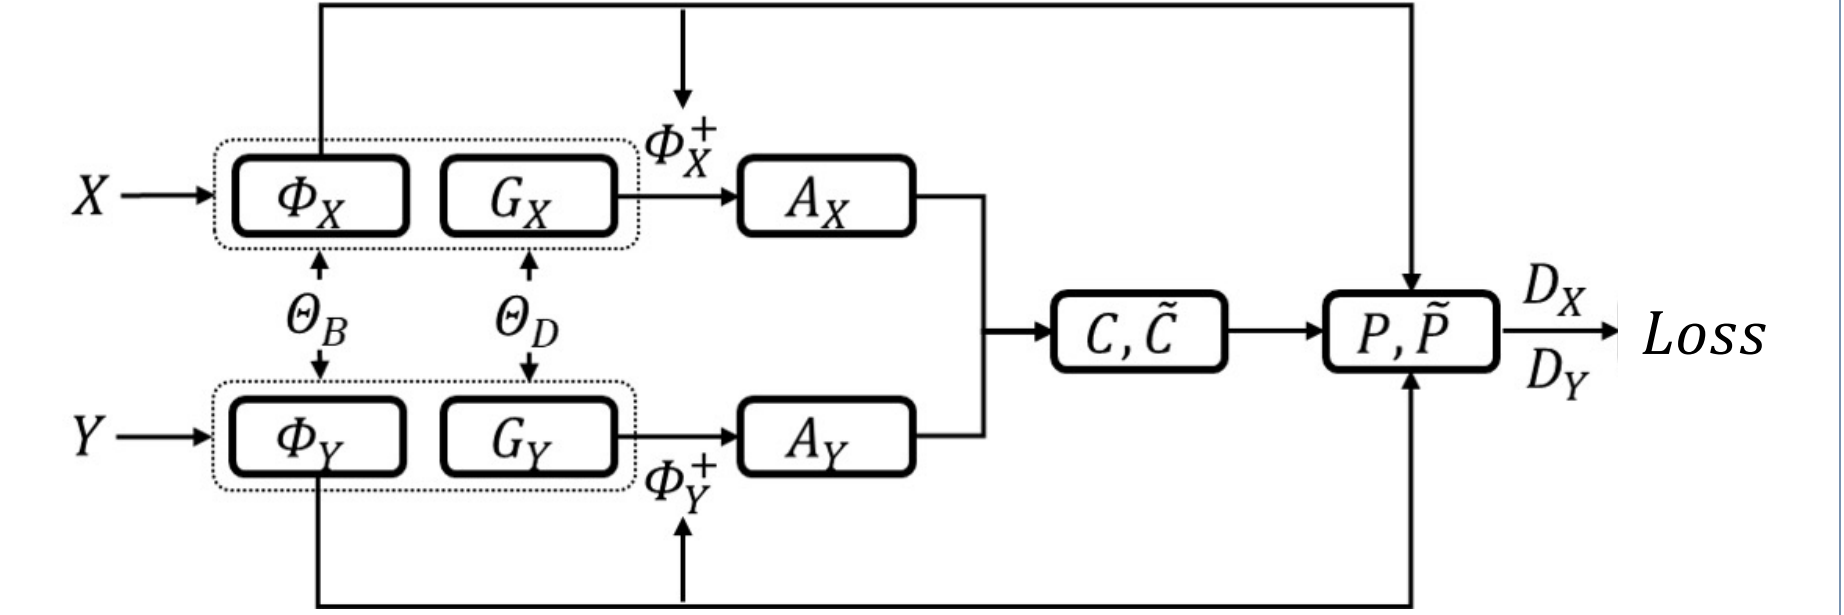 Φ_X^+
X
Φ_X
G_X
A_X
Θ_B
Θ_D
C, C̃
P, P̃
D_X
D_Y
Loss
Y
Φ_Y
G_Y
A_Y
Φ_Y^+